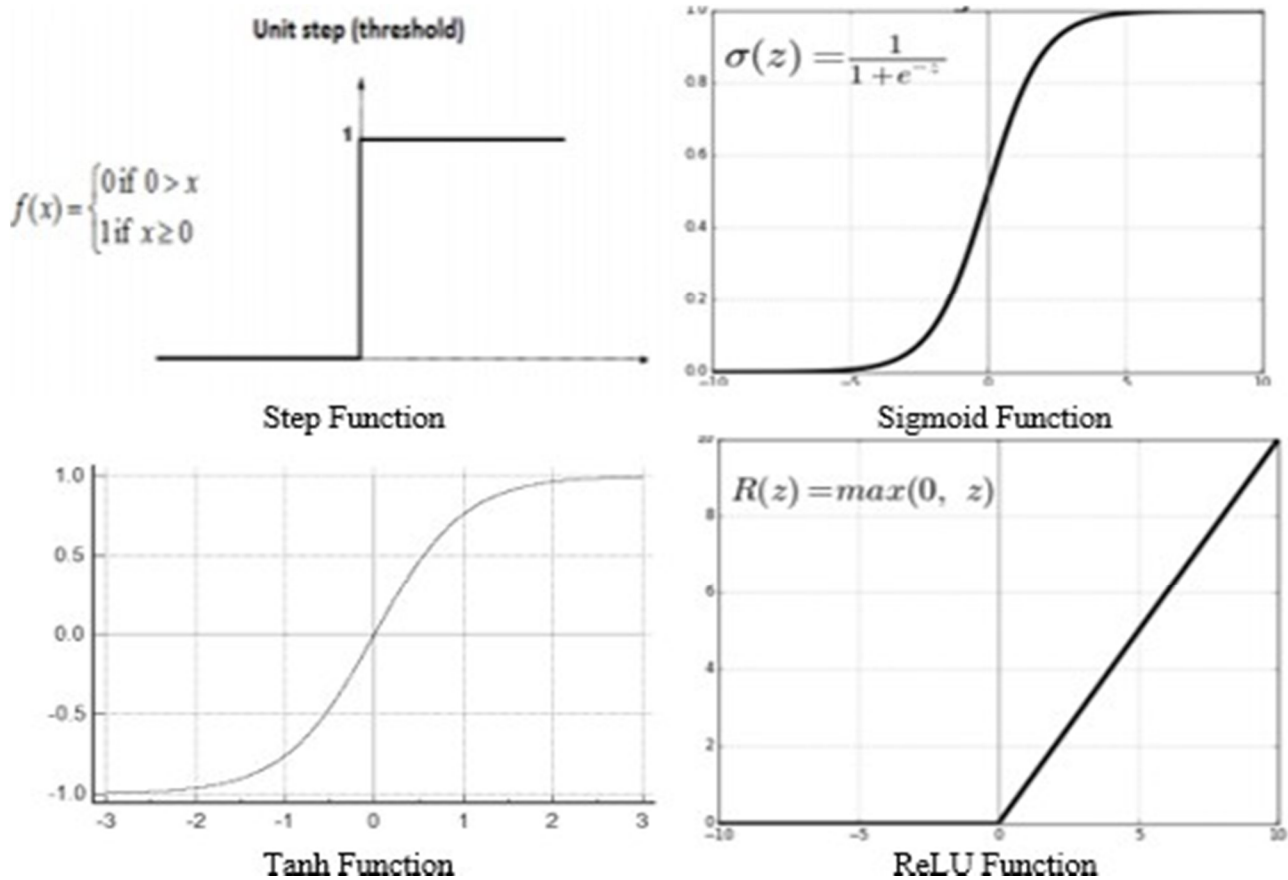 Unit step (threshold)
1
f(x) = {0 if 0 > x
1 if x ≥ 0
Step Function
1.0
σ(z) = 1 / (1 + e^{-z})
0.8
0.6
0.4
0.2
0.0
-10 -5 0 5 10
Sigmoid Function
1.0
0.5
0.0
-0.5
-1.0
-3 -2 -1 0 1 2 3
Tanh Function
10
R(z) = max(0, z)
8
6
4
2
0
-10 -5 0 5 10
ReLU Function